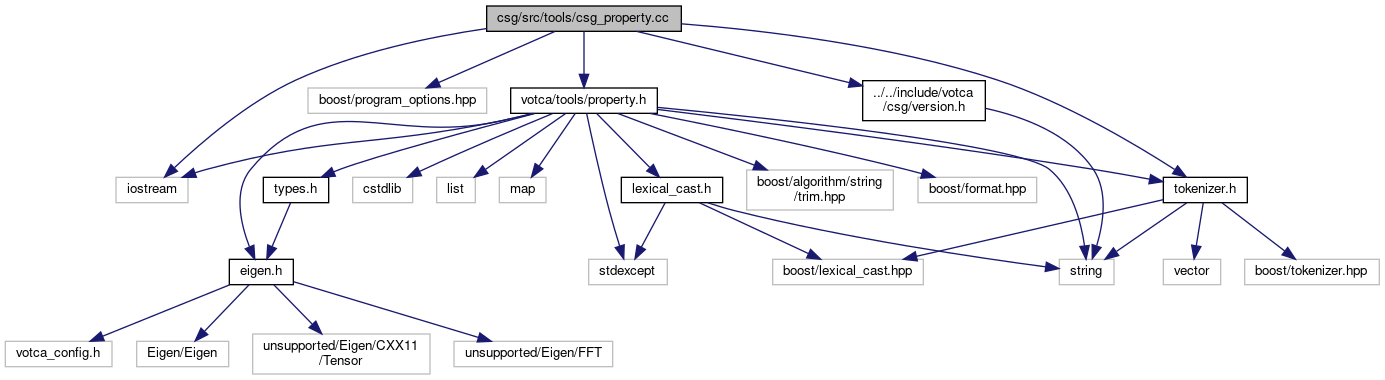 csg/src/tools/csg_property.cc
boost/program_options.hpp
votca/tools/property.h
../../include/votca
/csg/version.h
iostream
types.h
cstdlib
list
map
lexical_cast.h
boost/algorithm/string
/trim.hpp
boost/format.hpp
tokenizer.h
eigen.h
stdexcept
boost/lexical_cast.hpp
string
vector
boost/tokenizer.hpp
votca_config.h
Eigen/Eigen
unsupported/Eigen/CXX11
/Tensor
unsupported/Eigen/FFT